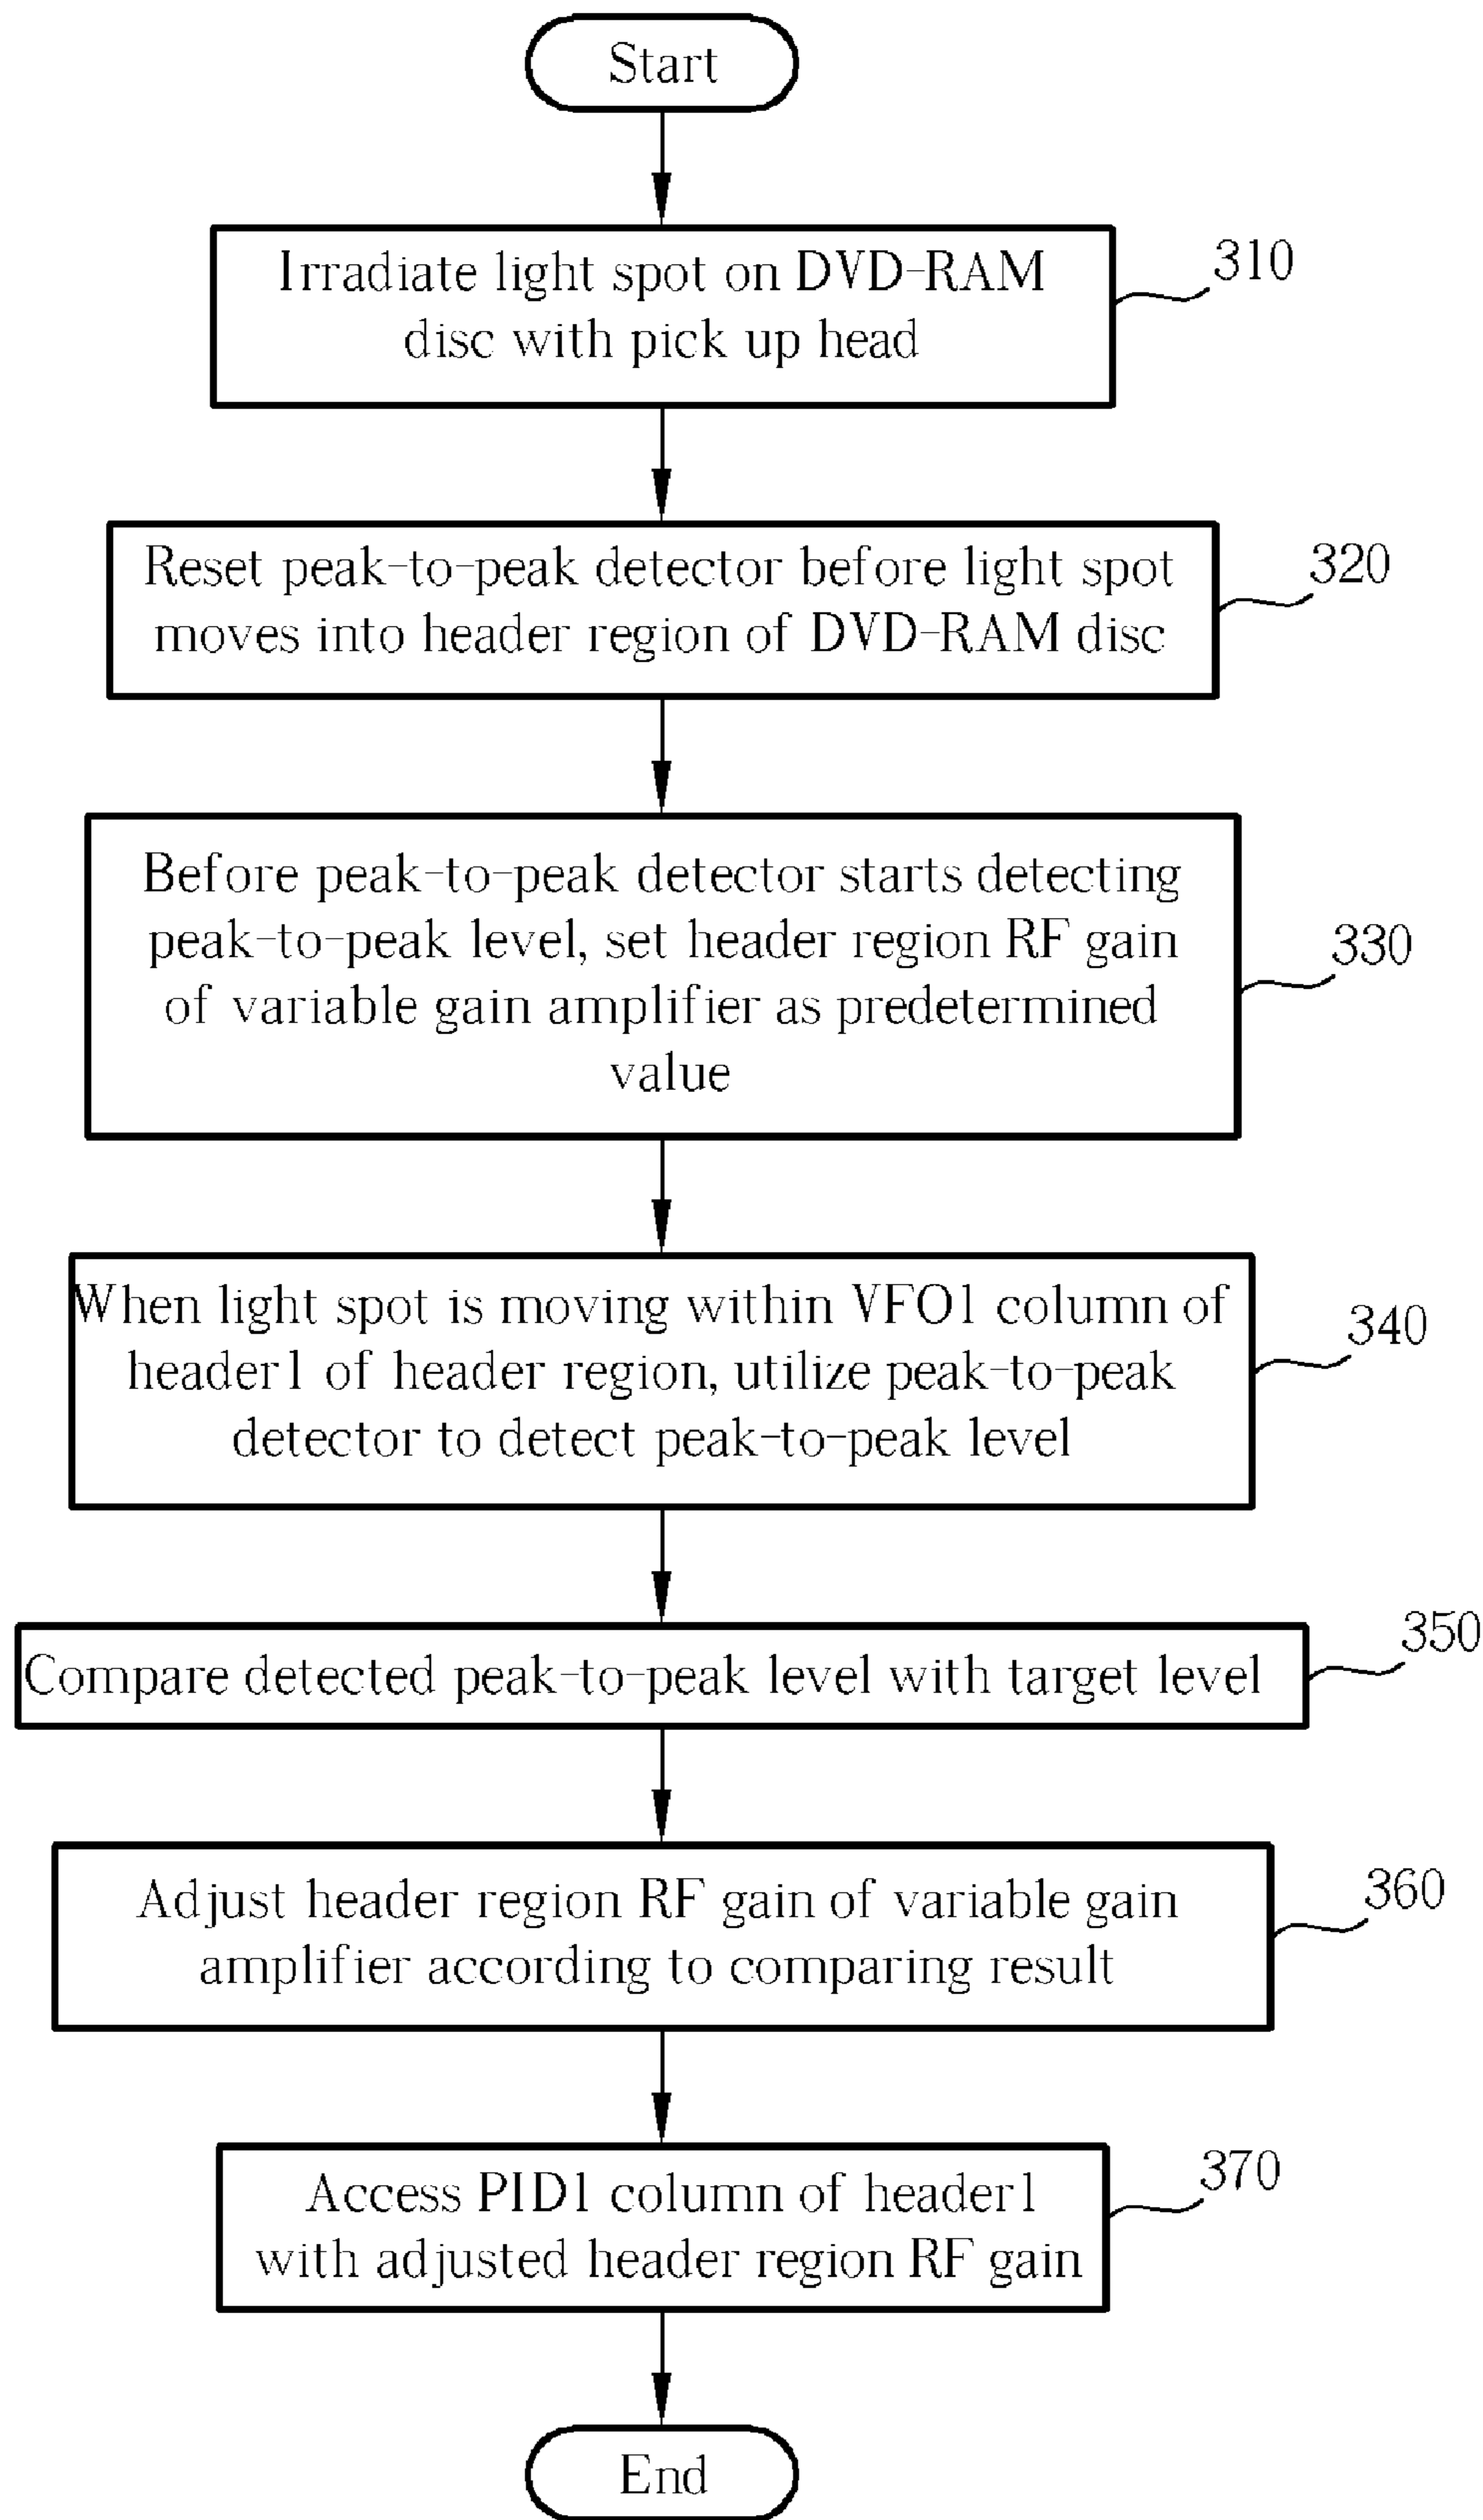 Start
Irradiate light spot on DVD-RAM
disc with pick up head
310
Reset peak-to-peak detector before light spot
moves into header region of DVD-RAM disc
320
Before peak-to-peak detector starts detecting
peak-to-peak level, set header region RF gain
of variable gain amplifier as predetermined
value
330
When light spot is moving within VFO1 column of
header1 of header region, utilize peak-to-peak
detector to detect peak-to-peak level
340
Compare detected peak-to-peak level with target level
350
Adjust header region RF gain of variable gain
amplifier according to comparing result
360
Access PID1 column of header1
with adjusted header region RF gain
370
End